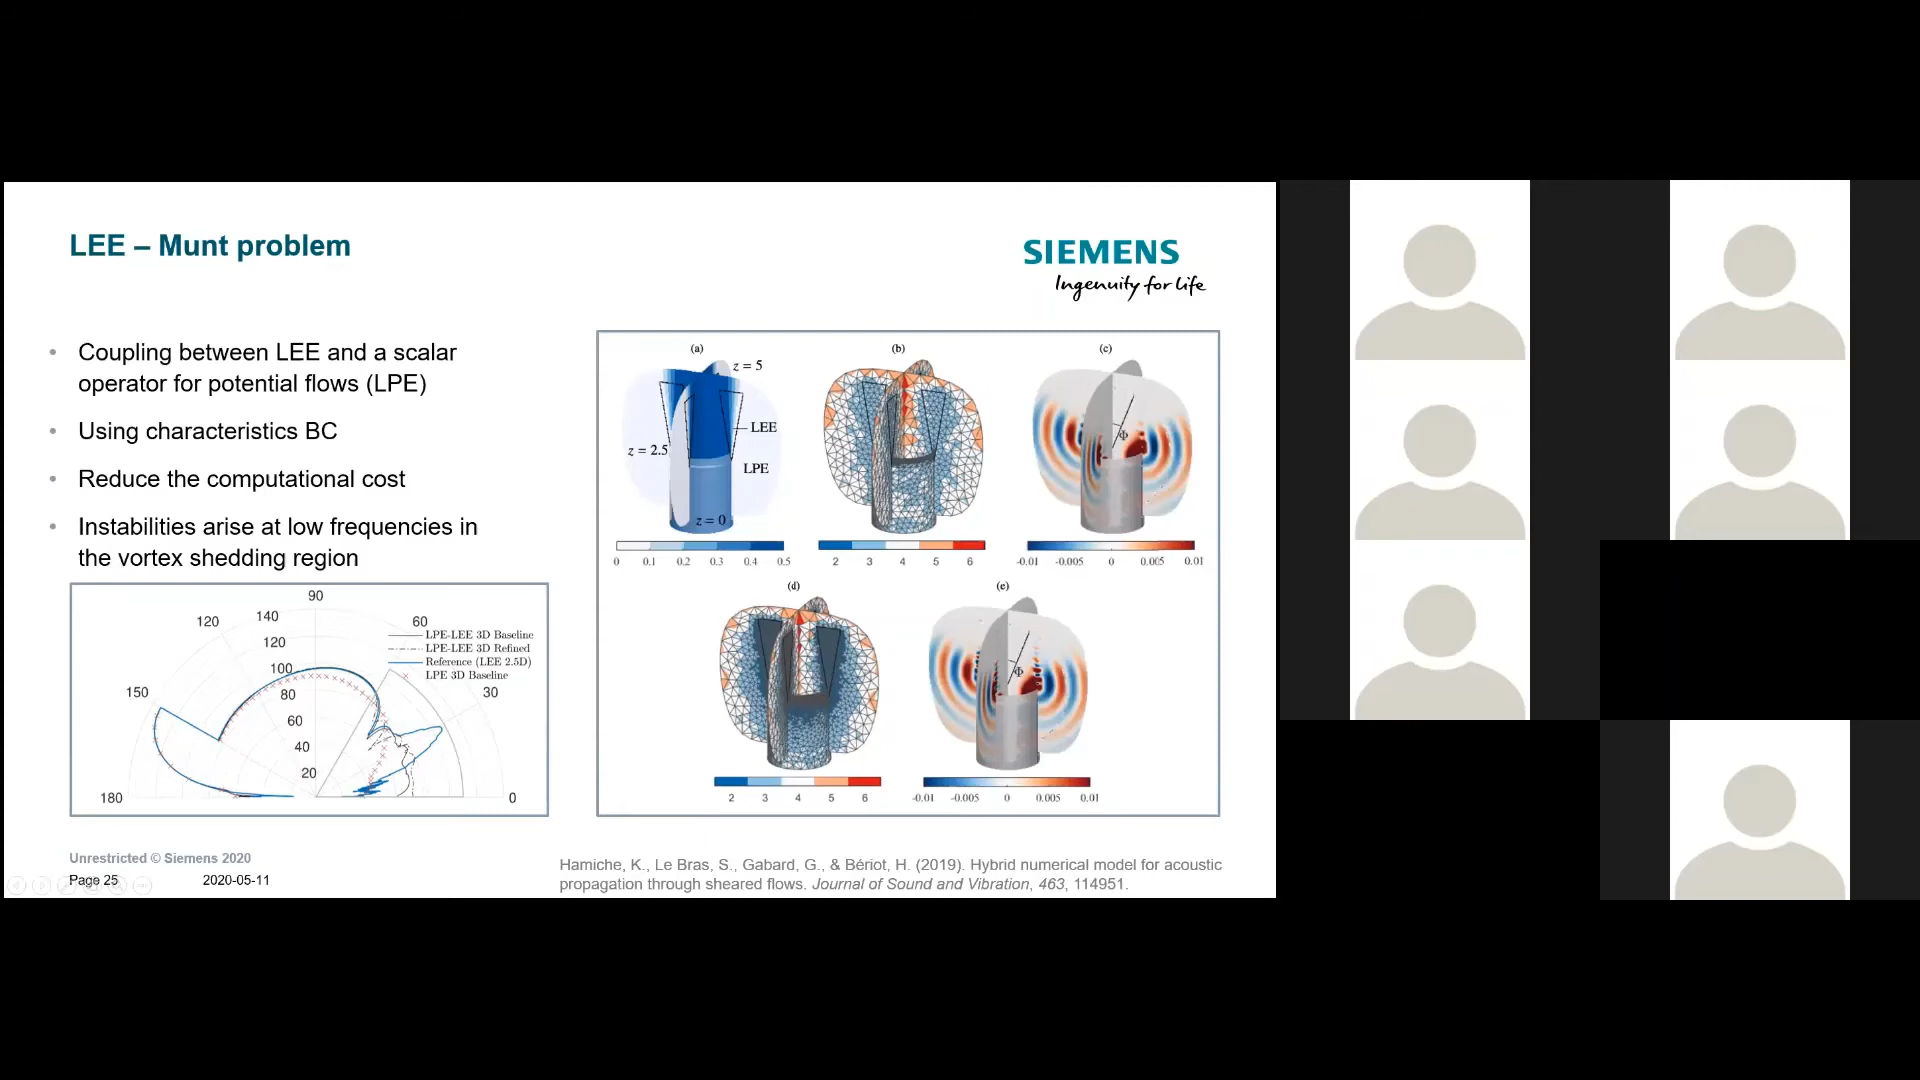 LEE – Munt problem
SIEMENS
Ingenuity for life
• Coupling between LEE and a scalar
operator for potential flows (LPE)
• Using characteristics BC
• Reduce the computational cost
• Instabilities arise at low frequencies in
the vortex shedding region
90
120
60
150
30
180
0
140
120
100
80
60
40
20
LPE-LEE 3D Baseline
LPE-LEE 3D Refined
Reference (LEE 2.5D)
LPE 3D Baseline
(a)
z = 5
LEE
z = 2.5
LPE
z = 0
0 0.1 0.2 0.3 0.4 0.5
(b)
2 3 4 5 6
(c)
Φ
-0.01 -0.005 0 0.005 0.01
(d)
2 3 4 5 6
(e)
Φ
-0.01 -0.005 0 0.005 0.01
Unrestricted © Siemens 2020
Page 25 2020-05-11
Hamiche, K., Le Bras, S., Gabard, G., & Bériot, H. (2019). Hybrid numerical model for acoustic
propagation through sheared flows. Journal of Sound and Vibration, 463, 114951.